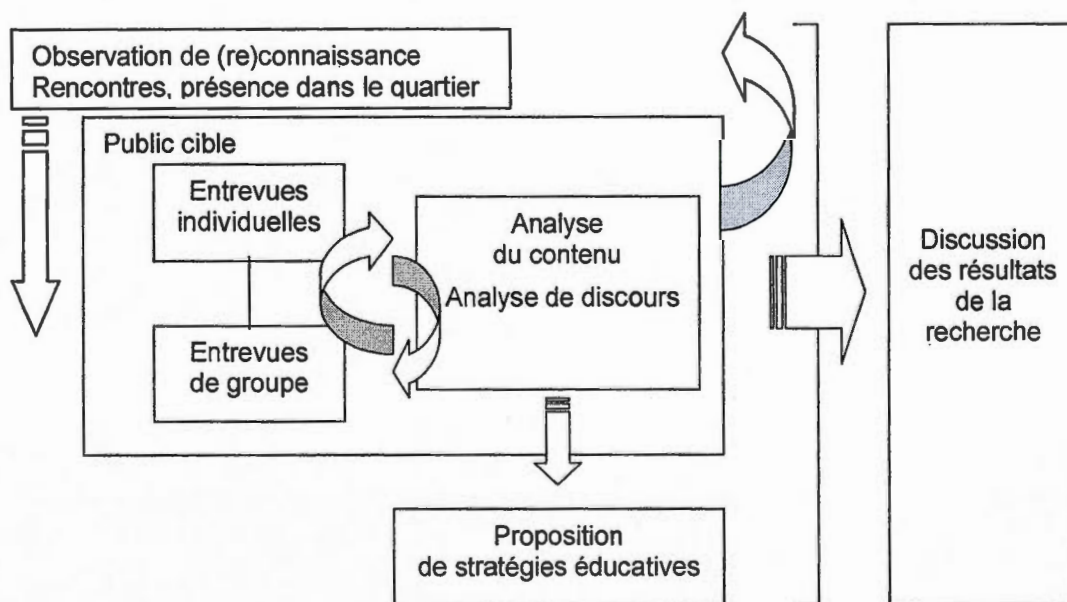 Observation de (re)connaissance
Rencontres, présence dans le quartier
Public cible
Entrevues
individuelles
Entrevues
de groupe
Analyse
du contenu
Analyse de discours
Proposition
de stratégies éducatives
Discussion
des résultats
de la
recherche